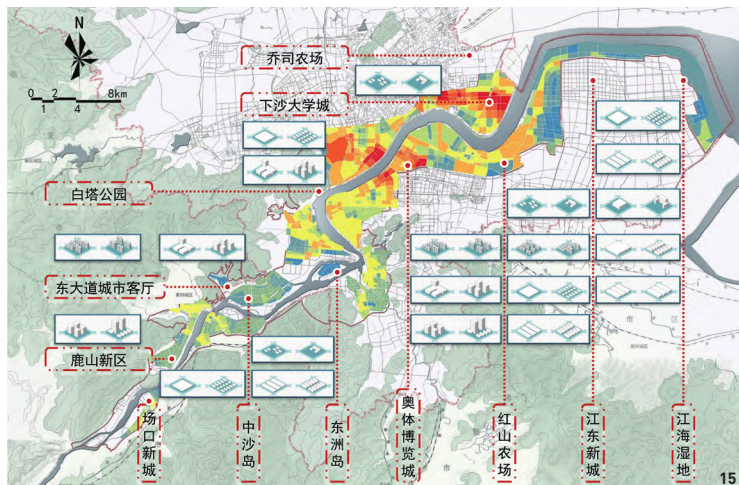 N
0 2 8km
1 4
乔司农场
下沙大学城
白塔公园
东大道城市客厅
鹿山新区
场口新城
中沙岛
东洲岛
奥体博览城
红山农场
江东新城
江海湿地
市 区
市
15